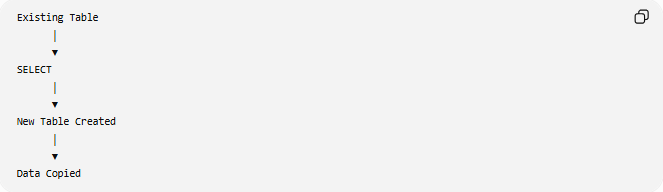 Existing Table
│
▼
SELECT
│
▼
New Table Created
│
▼
Data Copied